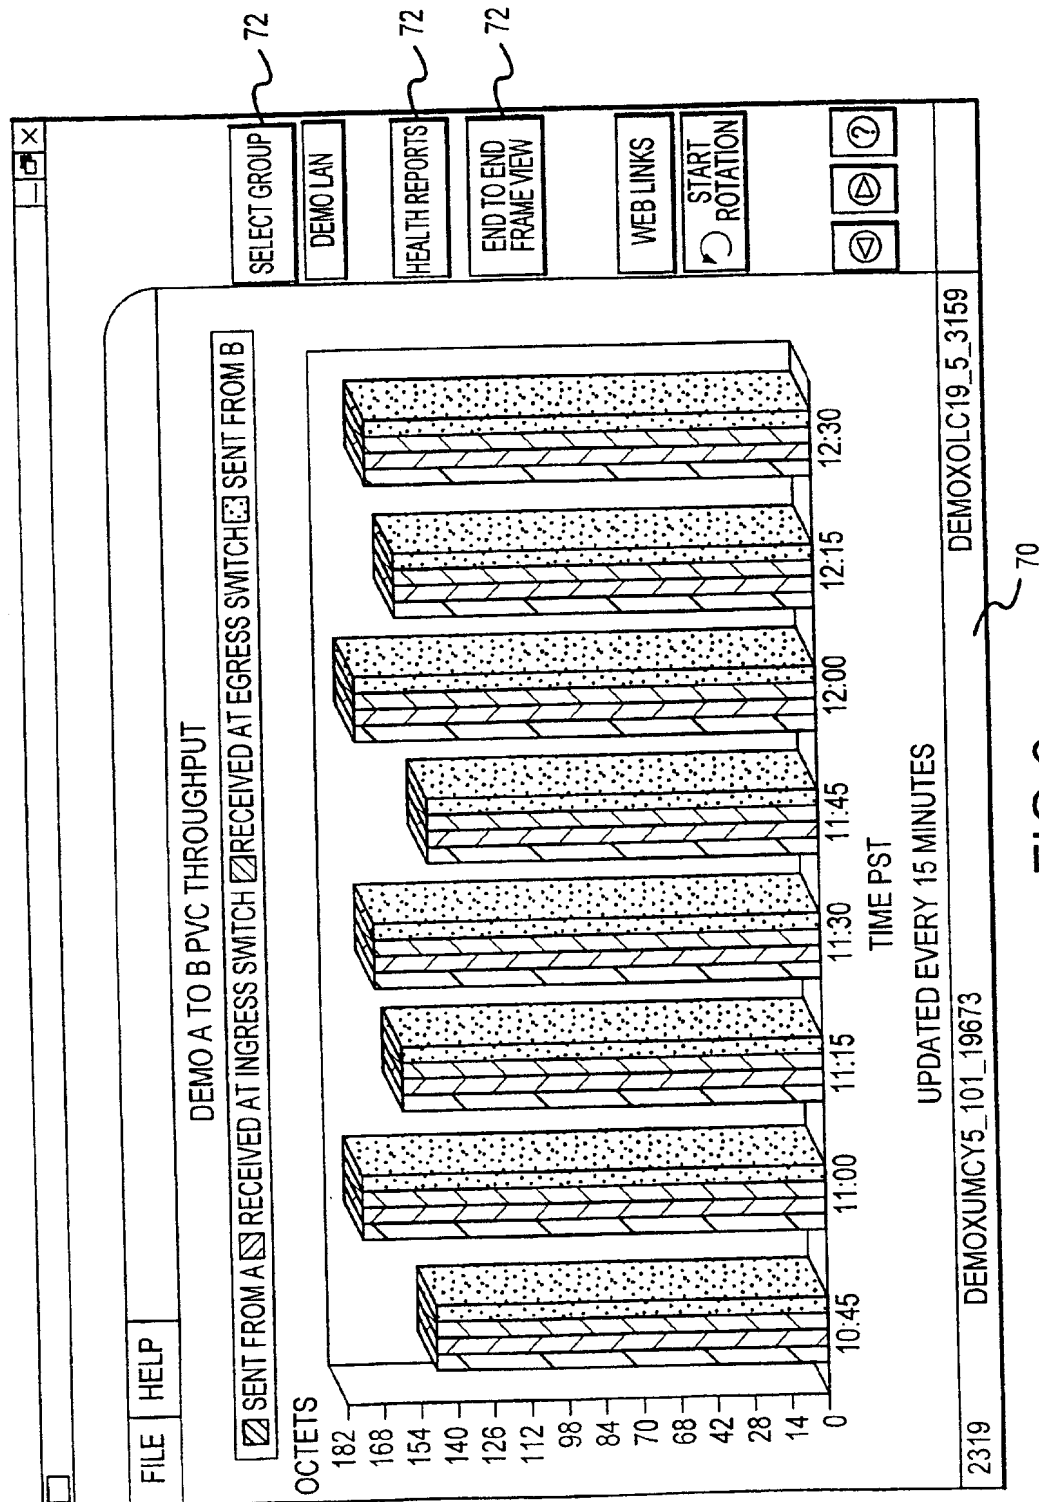 FILE HELP
DEMO A TO B PVC THROUGHPUT
SENT FROM A RECEIVED AT INGRESS SWITCH RECEIVED AT EGRESS SWITCH SENT FROM B
OCTETS
182
168
154
140
126
112
98
84
70
68
42
28
14
0
10:45 11:00 11:15 11:30 11:45 12:00 12:15 12:30
TIME PST
UPDATED EVERY 15 MINUTES
2319 DEMOXUMCY5_101_19673 DEMOXOLC19_5_3159
SELECT GROUP
DEMO LAN
HEALTH REPORTS
END TO END
FRAME VIEW
WEB LINKS
START
ROTATION
?
72
72
72
70